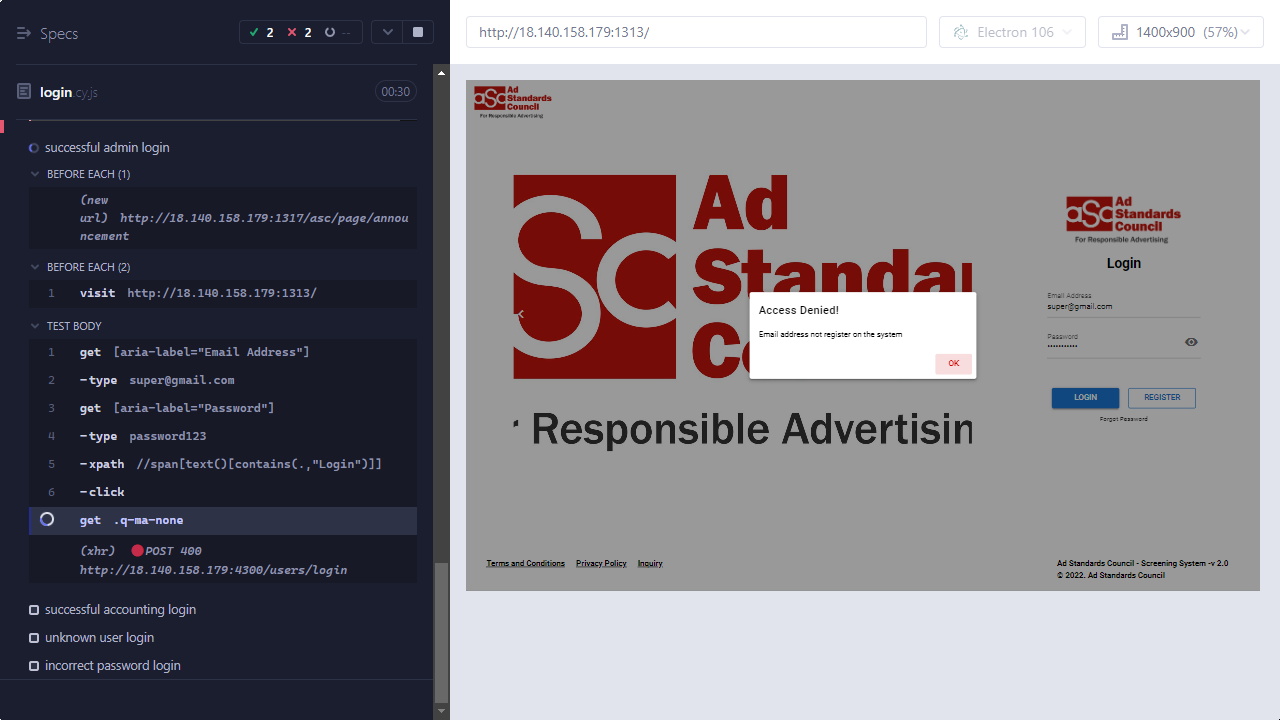 Specs
2
2
--
login.cy.js
00:30
successful admin login
BEFORE EACH (1)
(new
url) http://18.140.158.179:1317/asc/page/annou
ncement
BEFORE EACH (2)
1 visit http://18.140.158.179:1313/
TEST BODY
1 get [aria-label="Email Address"]
2 -type super@gmail.com
3 get [aria-label="Password"]
4 -type password123
5 -xpath //span[text()[contains(.,"Login")]]
6 -click
get .q-ma-none
(xhr) POST 400
http://18.140.158.179:4300/users/login
successful accounting login
unknown user login
incorrect password login
http://18.140.158.179:1313/
Electron 106
1400x900 (57%)
asc
Ad
Standards
Council
For Responsible Advertising
Sc
Ad
Standar
Co
r Responsible Advertisin
Access Denied!
Email address not register on the system
OK
asc
Ad
Standards
Council
For Responsible Advertising
Login
Email Address
super@gmail.com
Password
LOGIN
REGISTER
Forgot Password
Terms and Conditions
Privacy Policy
Inquiry
Ad Standards Council - Screening System -v 2.0
© 2022. Ad Standards Council